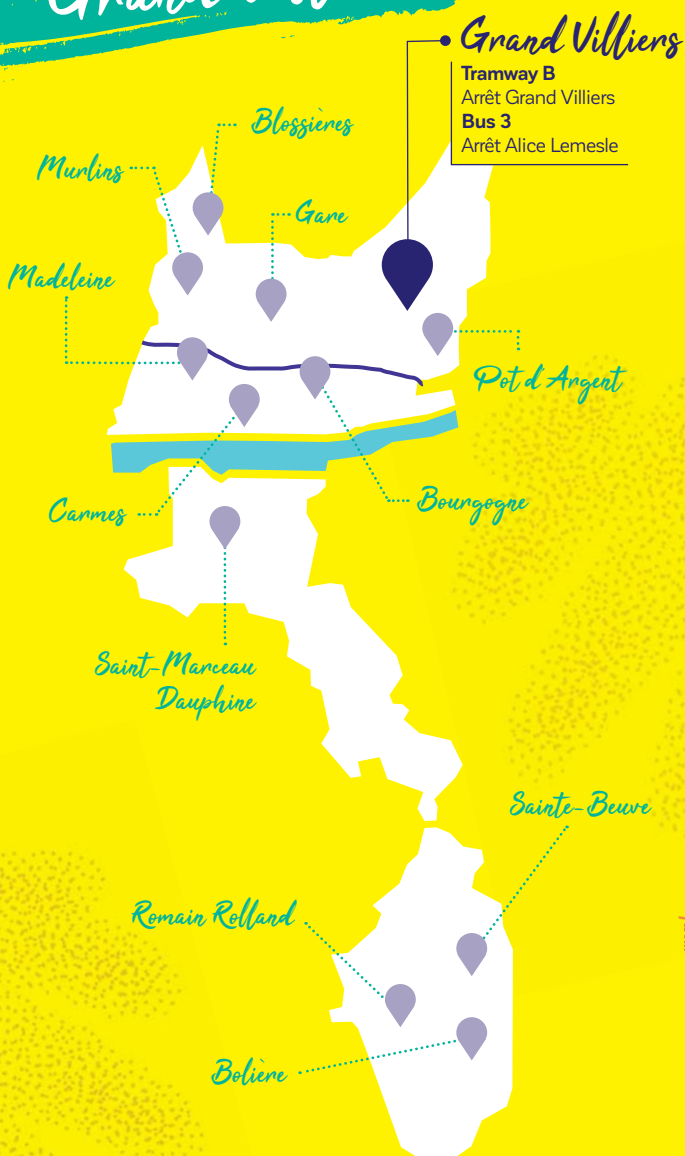 Grand Villiers
Tramway B
Arrêt Grand Villiers
Bus 3
Arrêt Alice Lemesle
Blossières
Murlins
Gare
Madeleine
Pot d'Argent
Carmes
Bourgogne
Saint-Marceau
Dauphine
Sainte-Beuve
Romain Rolland
Bolière